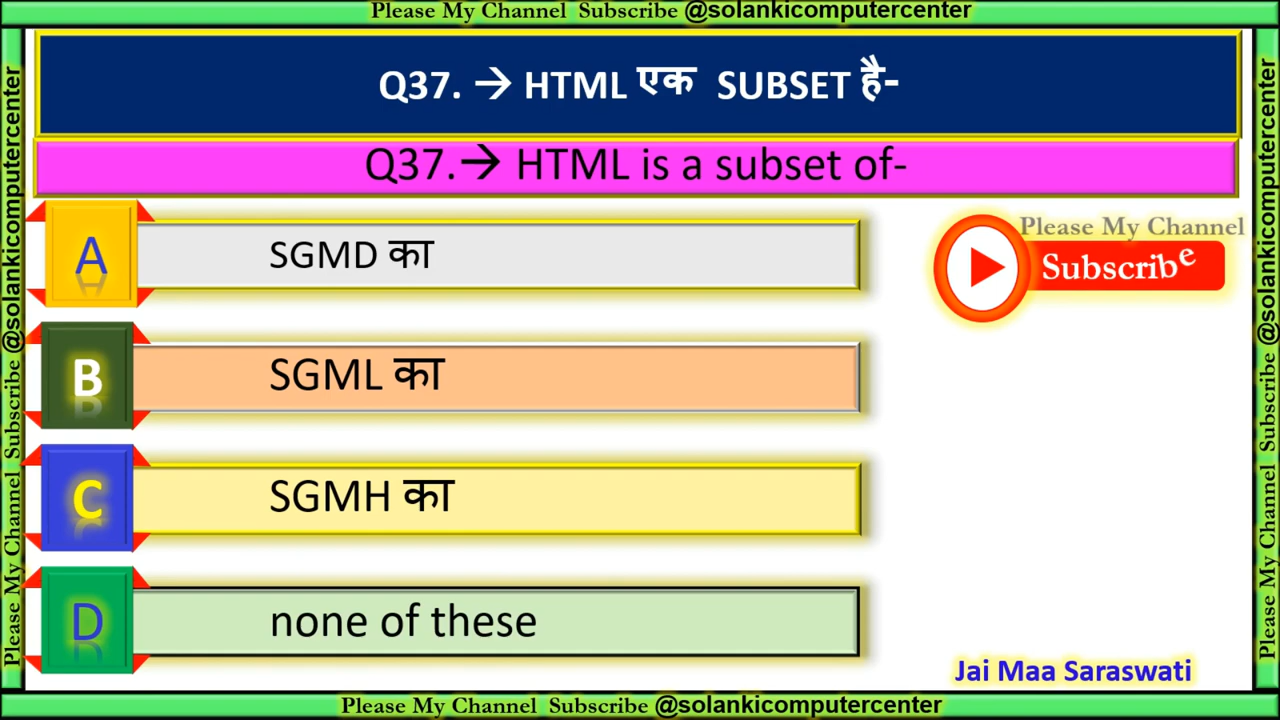 Please My Channel Subscribe @solankicomputercenter
Q37. → HTML एक SUBSET है-
Q37.→ HTML is a subset of-
A
SGMD का
B
SGML का
C
SGMH का
D
none of these
Please My Channel
Subscribe
Jai Maa Saraswati
Please My Channel Subscribe @solankicomputercenter
Please My Channel Subscribe @solankicomputercenter
Please My Channel Subscribe @solankicomputercenter